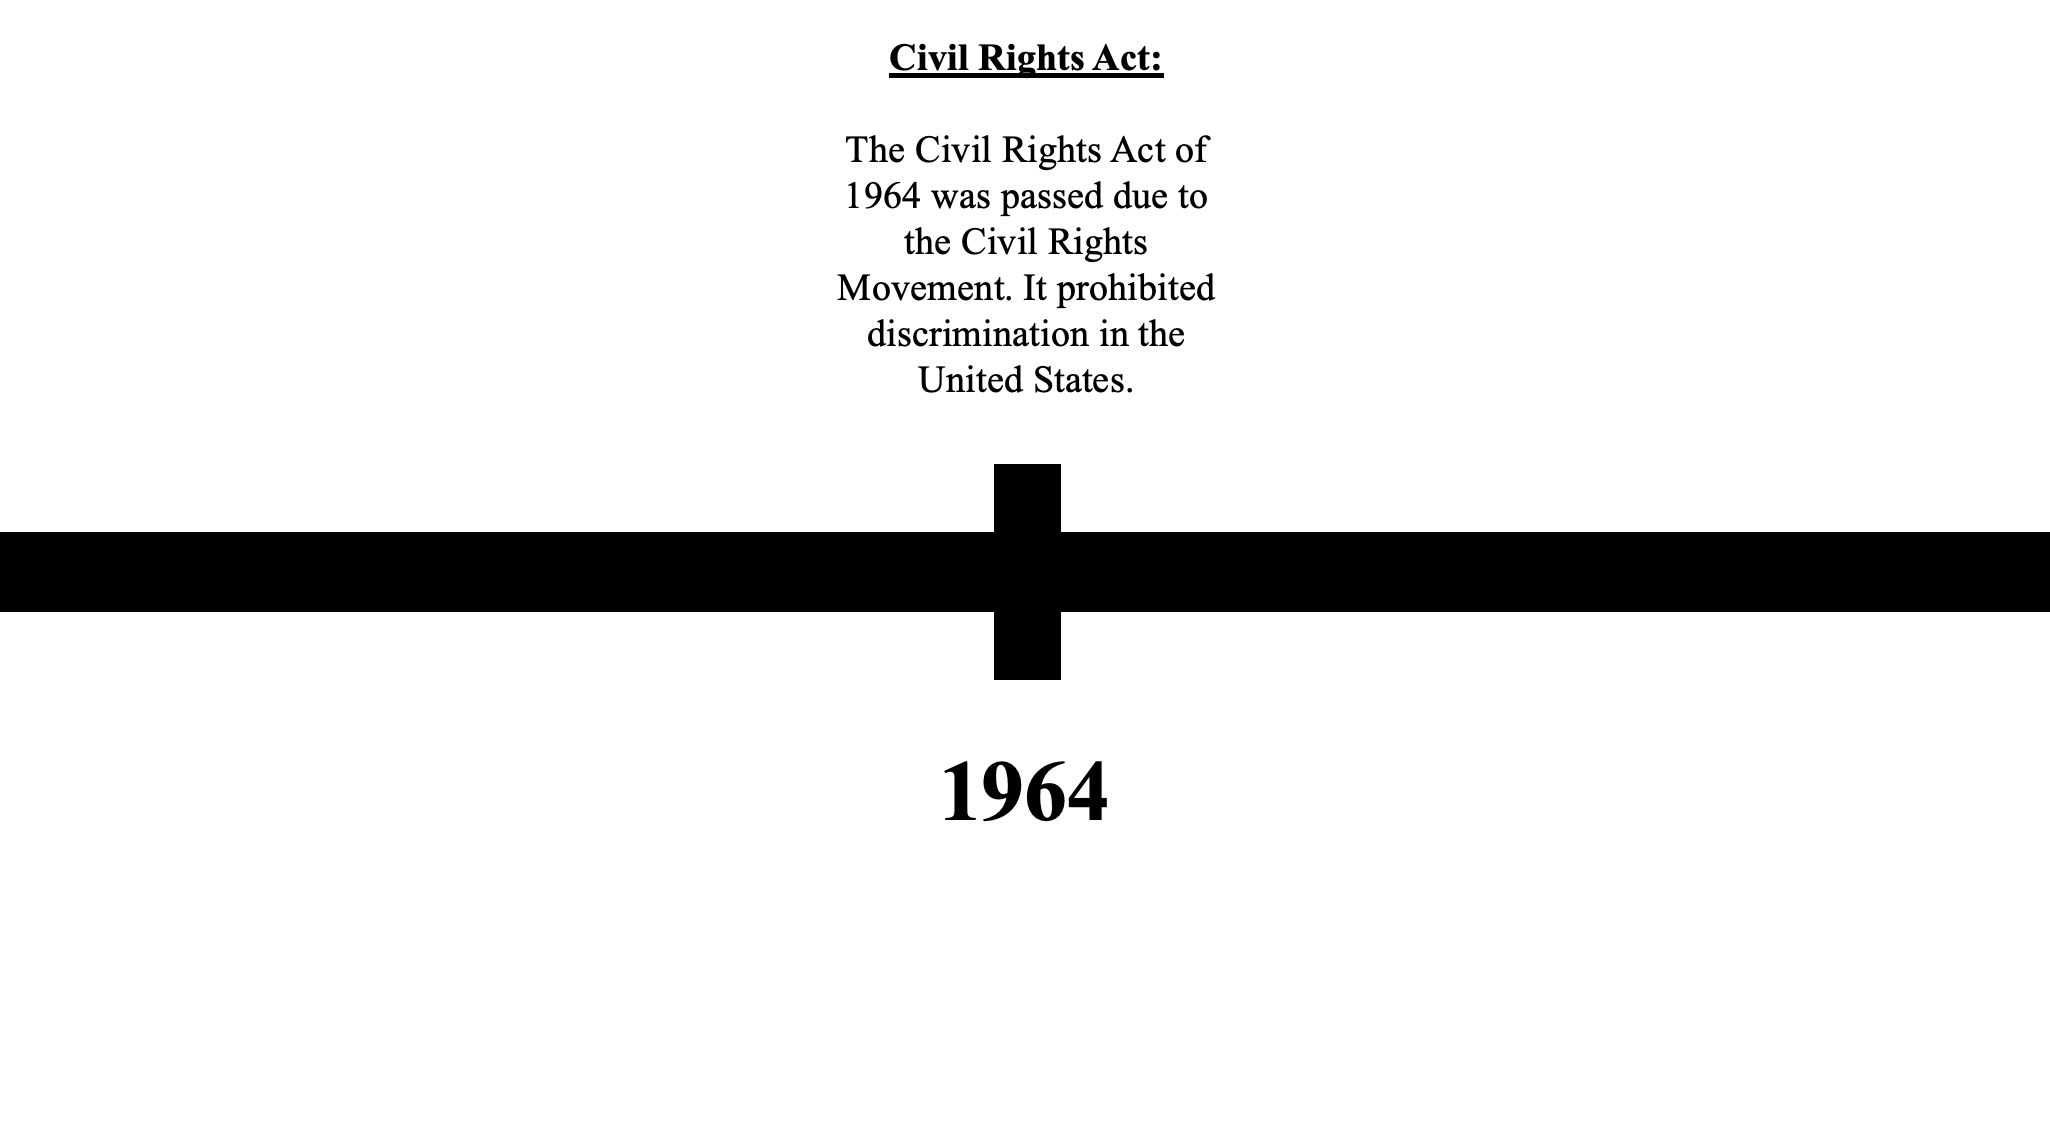 Civil Rights Act:
The Civil Rights Act of
1964 was passed due to
the Civil Rights
Movement. It prohibited
discrimination in the
United States.
1964